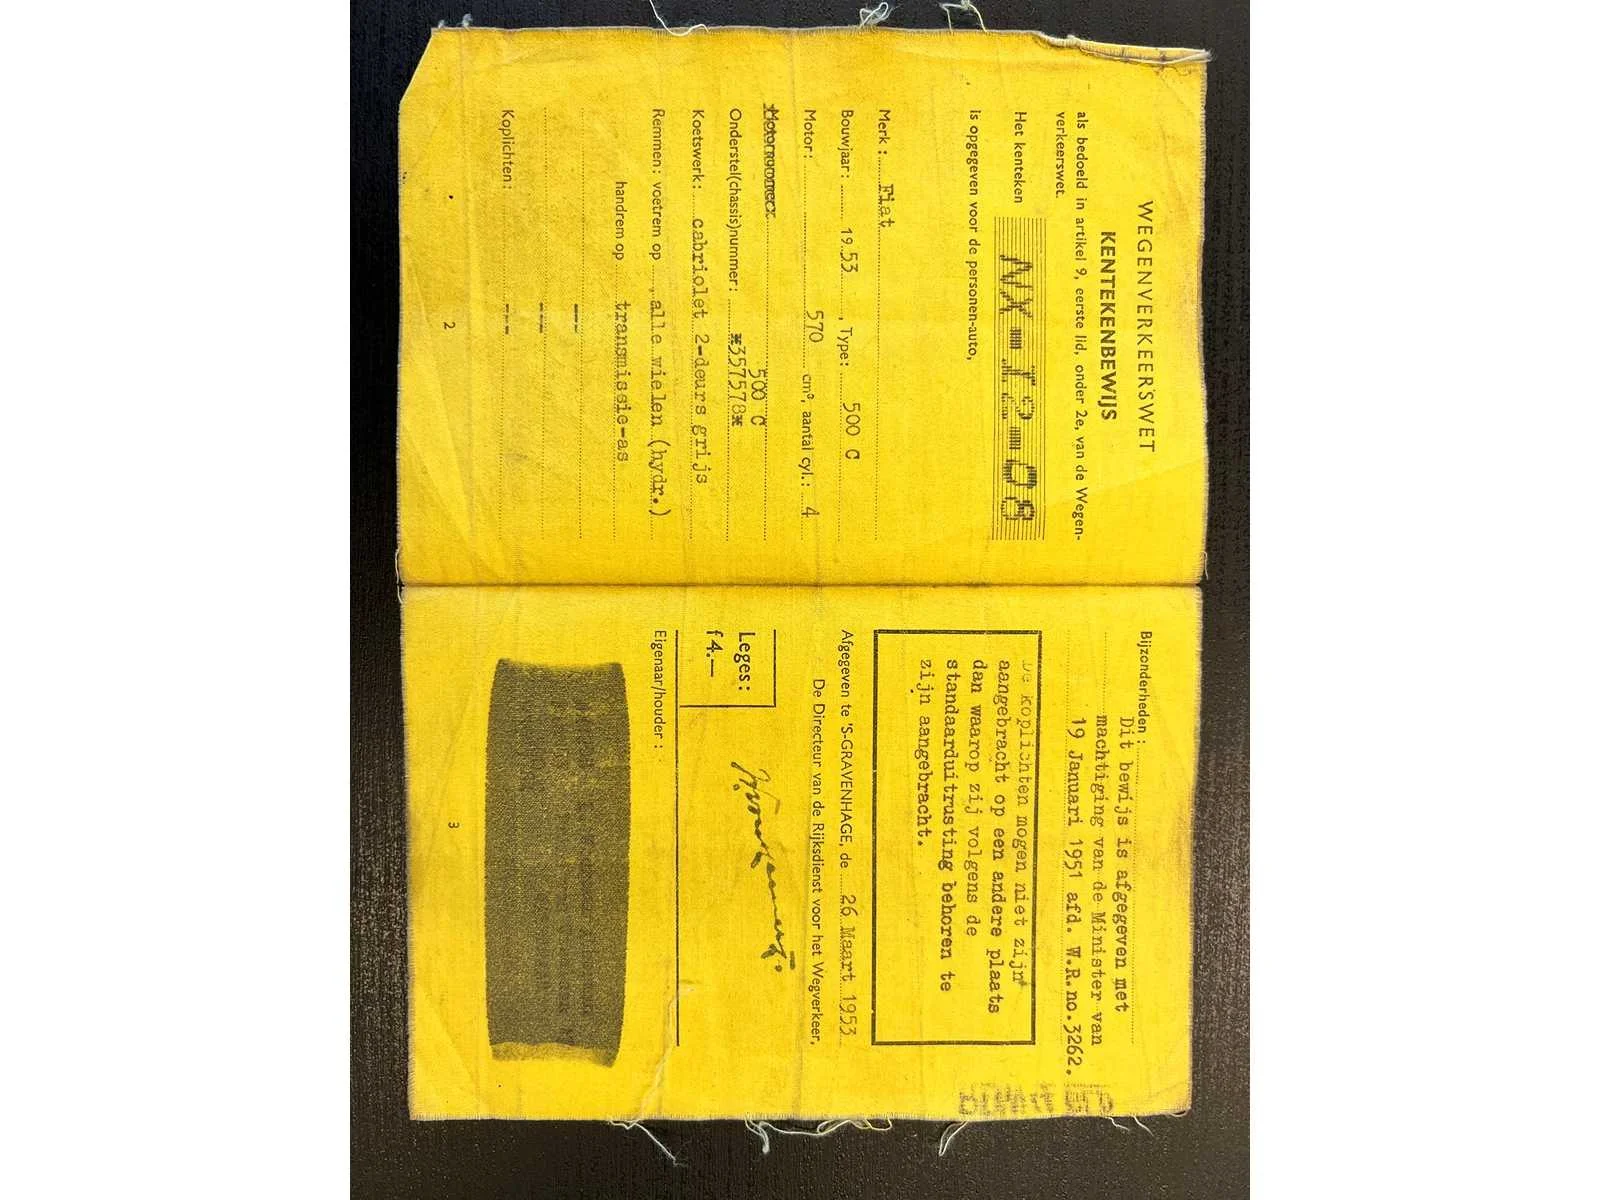 WEGENVERKEERSWET
KENTEKENBEWIJS
als bedoeld in artikel 9, eerste lid, onder 2e, van de Wegen-
verkeerswet.
Het kenteken NX-12-08
is opgegeven voor de personen-auto,
Merk: Fiat
Bouwjaar: 19.53, Type: 500 C
Motor: 570 cm³, aantal cyl.: 4
500 C
Onderstel(chassis)nummer: *357578*
Koetswerk: cabriolet 2-deurs grijs
Remmen: voetrem op alle wielen (hydr.)
handrem op transmissie-as
---
---
Koplichten: ---
2
Bijzonderheden:
Dit bewijs is afgegeven met
machtiging van de Minister van
19 Januari 1951 afd. W.R.no.3262.
De koplichten mogen niet zijn
aangebracht op een andere plaats
dan waarop zij volgens de
standaarduitrusting behoren te
zijn aangebracht.
Afgegeven te 'S-GRAVENHAGE, de 26 Maart 1953
De Directeur van de Rijksdienst voor het Wegverkeer,
Leges:
f 4.—
Eigenaar/houder:
3